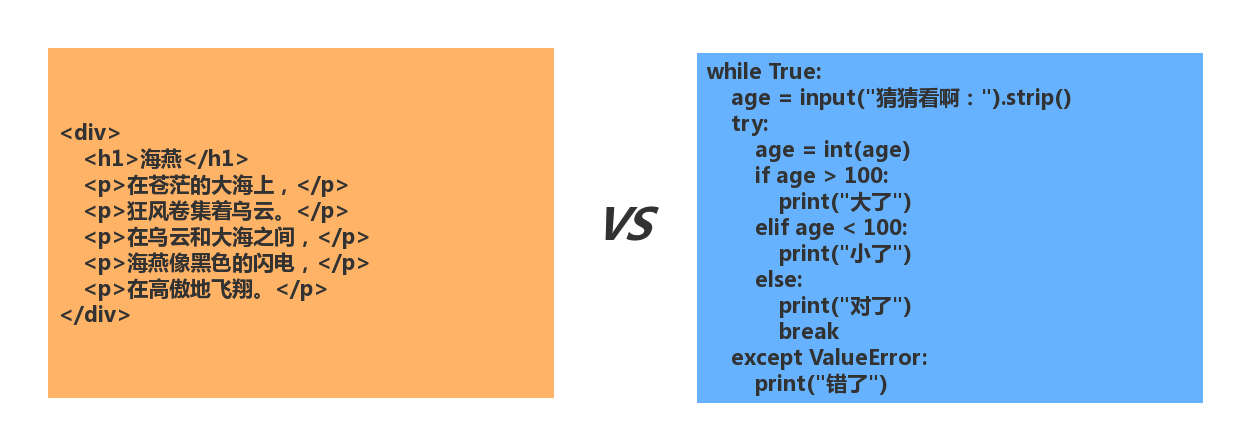 <div>
    <h1>海燕</h1>
    <p>在苍茫的大海上，</p>
    <p>狂风卷集着乌云。</p>
    <p>在乌云和大海之间，</p>
    <p>海燕像黑色的闪电，</p>
    <p>在高傲地飞翔。</p>
</div>
VS
while True:
    age = input("猜猜看啊：").strip()
    try:
        age = int(age)
        if age > 100:
            print("大了")
        elif age < 100:
            print("小了")
        else:
            print("对了")
            break
    except ValueError:
        print("错了")